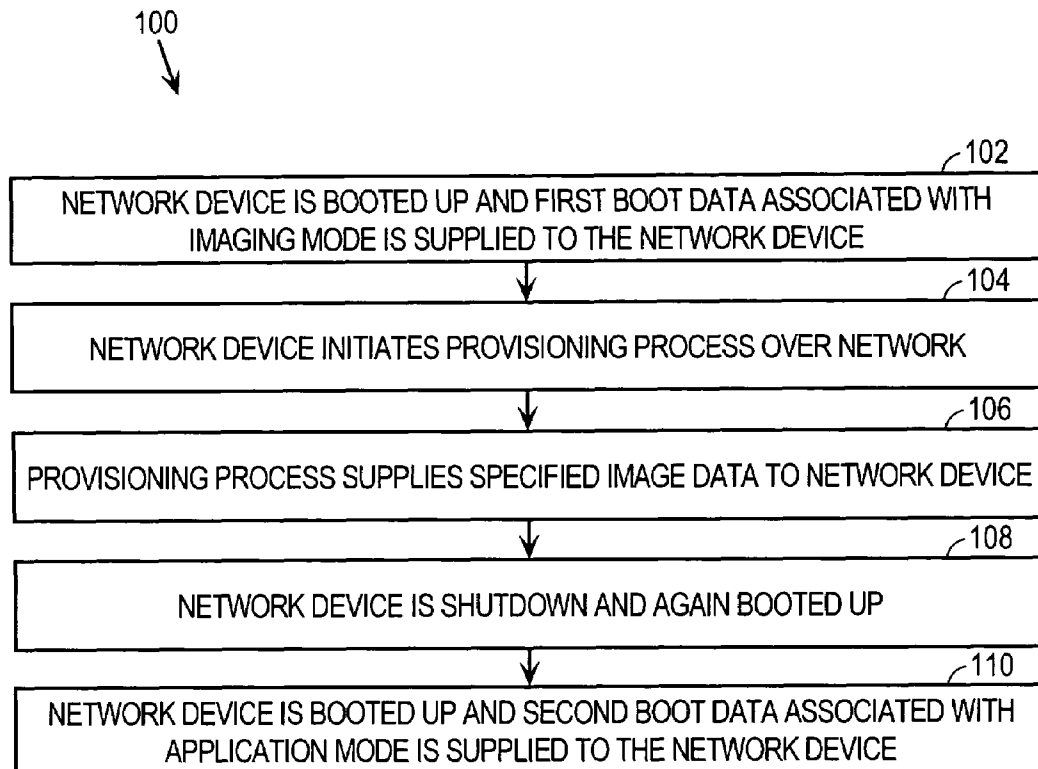 100
102
NETWORK DEVICE IS BOOTED UP AND FIRST BOOT DATA ASSOCIATED WITH
IMAGING MODE IS SUPPLIED TO THE NETWORK DEVICE
104
NETWORK DEVICE INITIATES PROVISIONING PROCESS OVER NETWORK
106
PROVISIONING PROCESS SUPPLIES SPECIFIED IMAGE DATA TO NETWORK DEVICE
108
NETWORK DEVICE IS SHUTDOWN AND AGAIN BOOTED UP
110
NETWORK DEVICE IS BOOTED UP AND SECOND BOOT DATA ASSOCIATED WITH
APPLICATION MODE IS SUPPLIED TO THE NETWORK DEVICE